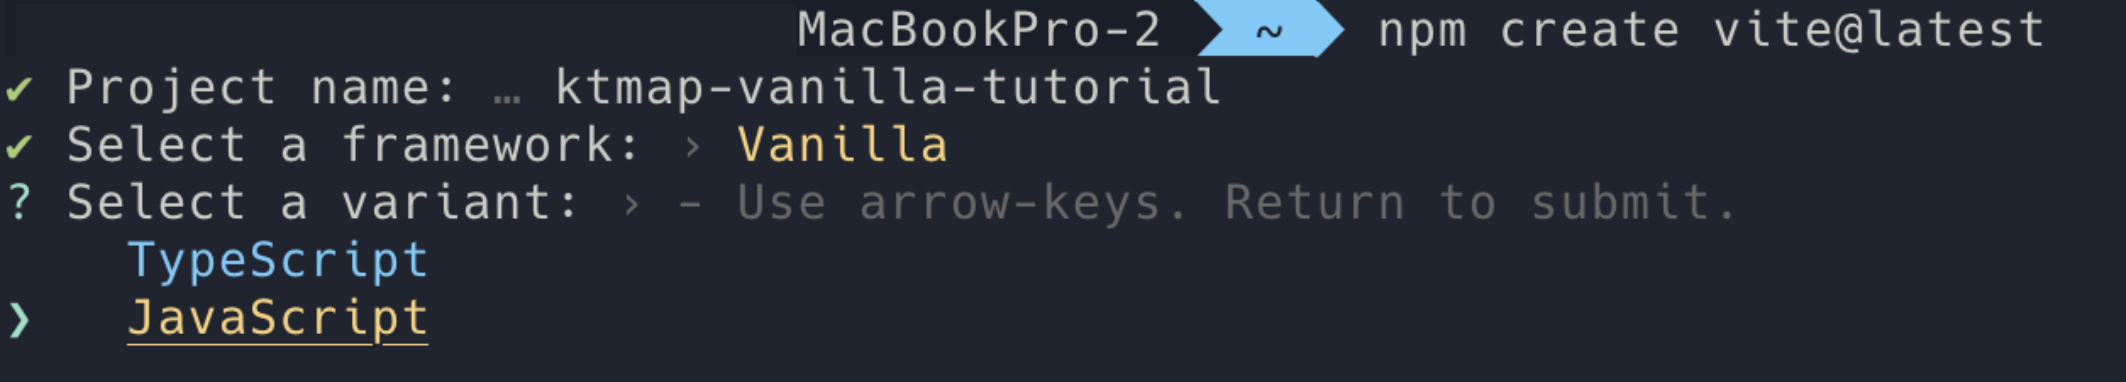 MacBookPro-2 ~ npm create vite@latest
✔ Project name: … ktmap-vanilla-tutorial
✔ Select a framework: › Vanilla
? Select a variant: › - Use arrow-keys. Return to submit.
TypeScript
❯ JavaScript